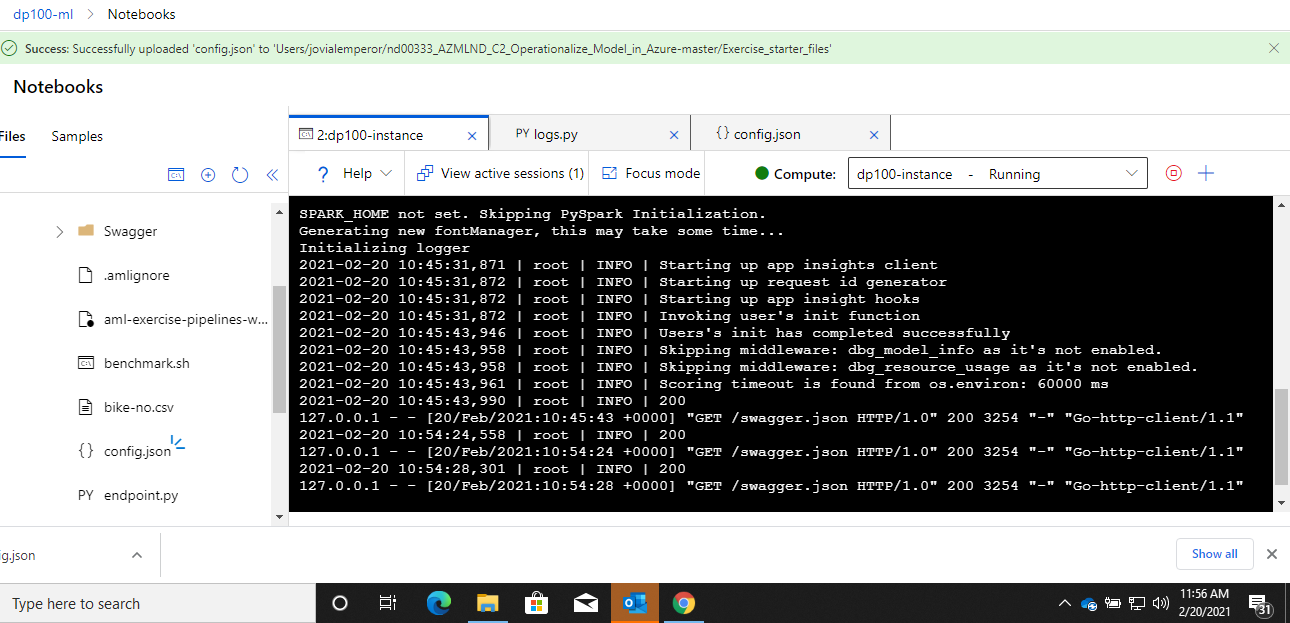 dp100-ml > Notebooks
Success: Successfully uploaded 'config.json' to 'Users/jovialemperor/nd00333_AZMLND_C2_Operationalize_Model_in_Azure-master/Exercise_starter_files'
Notebooks
Files Samples
2:dp100-instance PY logs.py {} config.json
? Help View active sessions (1) Focus mode Compute: dp100-instance - Running
Swagger
.amlignore
aml-exercise-pipelines-w...
benchmark.sh
bike-no.csv
{} config.json
PY endpoint.py
SPARK_HOME not set. Skipping PySpark Initialization.
Generating new fontManager, this may take some time...
Initializing logger
2021-02-20 10:45:31,871 | root | INFO | Starting up app insights client
2021-02-20 10:45:31,872 | root | INFO | Starting up request id generator
2021-02-20 10:45:31,872 | root | INFO | Starting up app insight hooks
2021-02-20 10:45:31,872 | root | INFO | Invoking user's init function
2021-02-20 10:45:43,946 | root | INFO | Users's init has completed successfully
2021-02-20 10:45:43,958 | root | INFO | Skipping middleware: dbg_model_info as it's not enabled.
2021-02-20 10:45:43,958 | root | INFO | Skipping middleware: dbg_resource_usage as it's not enabled.
2021-02-20 10:45:43,961 | root | INFO | Scoring timeout is found from os.environ: 60000 ms
2021-02-20 10:45:43,990 | root | INFO | 200
127.0.0.1 - - [20/Feb/2021:10:45:43 +0000] "GET /swagger.json HTTP/1.0" 200 3254 "-" "Go-http-client/1.1"
2021-02-20 10:54:24,558 | root | INFO | 200
127.0.0.1 - - [20/Feb/2021:10:54:24 +0000] "GET /swagger.json HTTP/1.0" 200 3254 "-" "Go-http-client/1.1"
2021-02-20 10:54:28,301 | root | INFO | 200
127.0.0.1 - - [20/Feb/2021:10:54:28 +0000] "GET /swagger.json HTTP/1.0" 200 3254 "-" "Go-http-client/1.1"
ig.json Show all
Type here to search 11:56 AM
2/20/2021 31